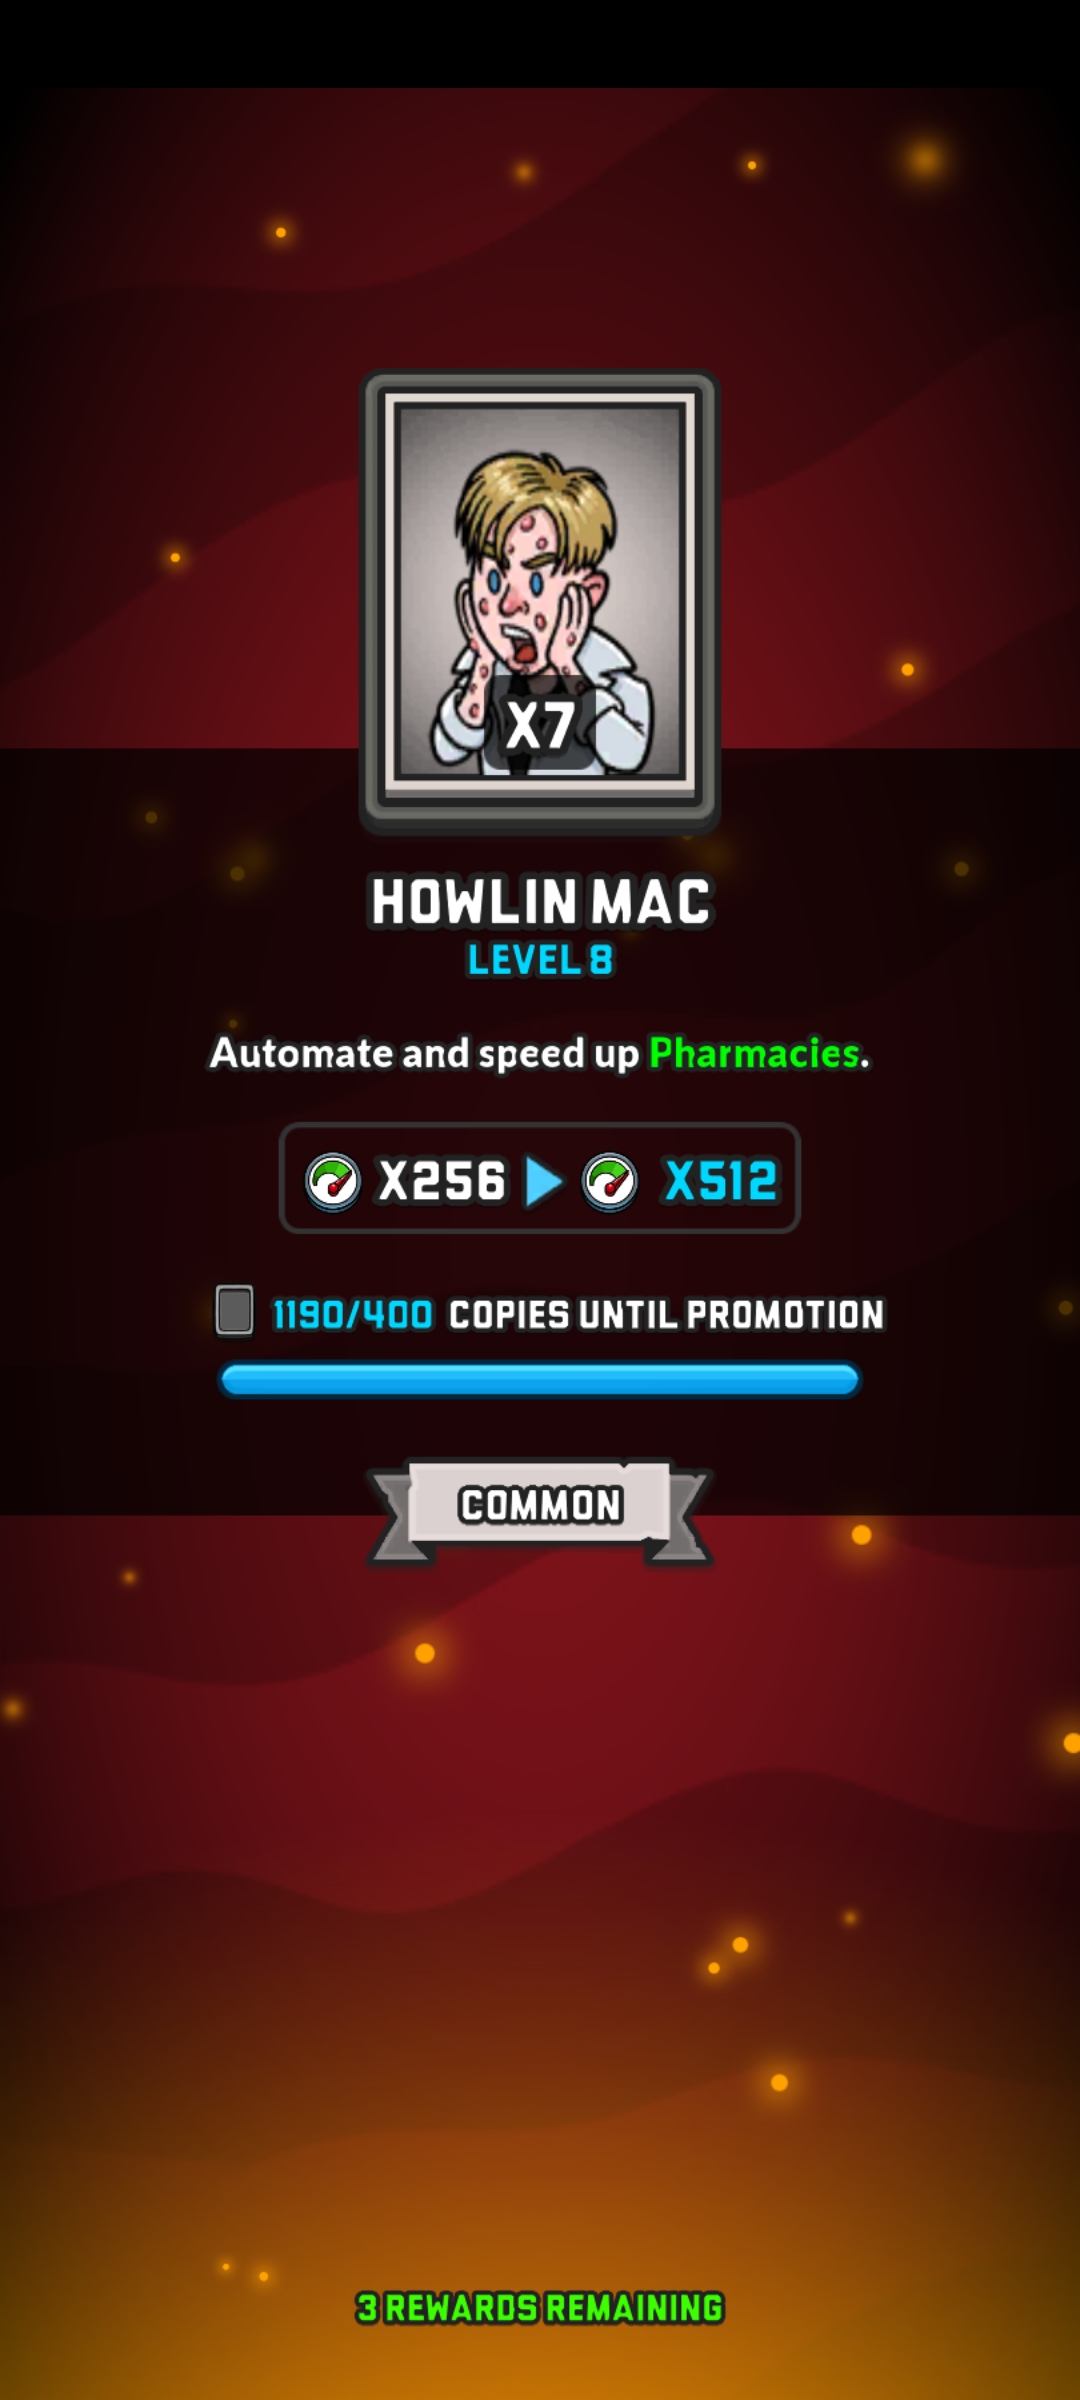 X7
HOWLIN MAC
LEVEL 8
Automate and speed up Pharmacies.
X256 X512
1190/400 COPIES UNTIL PROMOTION
COMMON
3 REWARDS REMAINING